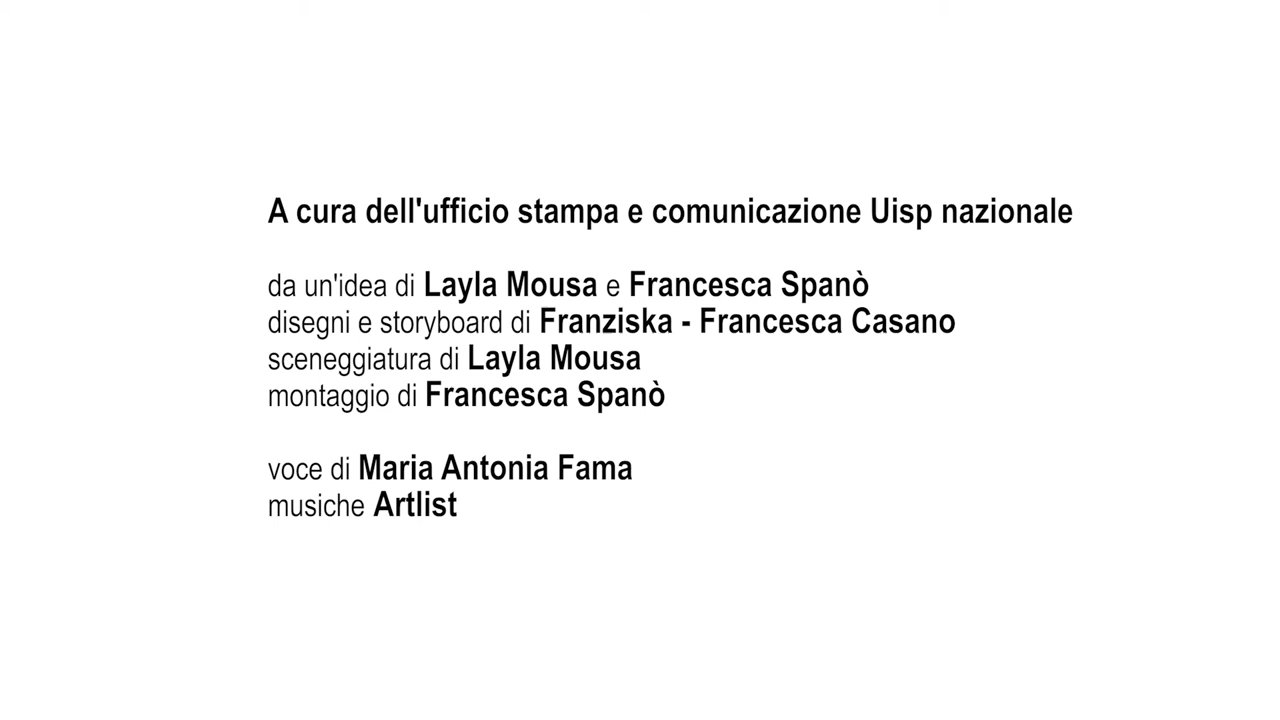 A cura dell'ufficio stampa e comunicazione Uisp nazionale
da un'idea di Layla Mousa e Francesca Spanò
disegni e storyboard di Franziska - Francesca Casano
sceneggiatura di Layla Mousa
montaggio di Francesca Spanò
voce di Maria Antonia Fama
musiche Artlist